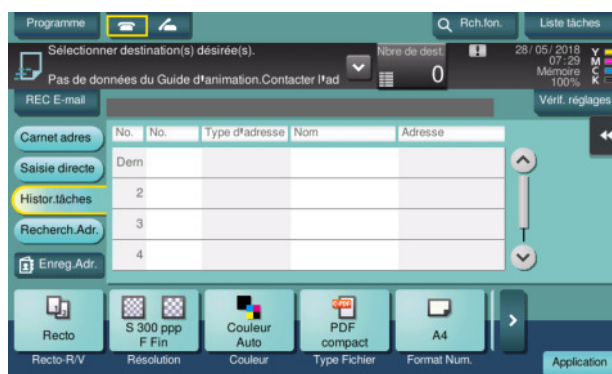 Programme
Rch.fon.
Liste tâches
Sélectionner destination(s) désirée(s).
Nbre de dest.
0
28/05/2018
07:29
Mémoire
100%
Y
M
C
K
Pas de données du Guide d'animation.Contacter l'ad
REC E-mail
Vérif. réglages
Carnet adres
Saisie directe
Histor.tâches
Recherch.Adr.
Enreg.Adr.
No. No. Type d'adresse Nom Adresse
Dern
2
3
4
Recto
S 300 ppp
F Fin
Couleur
Auto
C-PDF
PDF
compact
A4
Recto-R/V
Résolution
Couleur
Type Fichier
Format Num.
Application